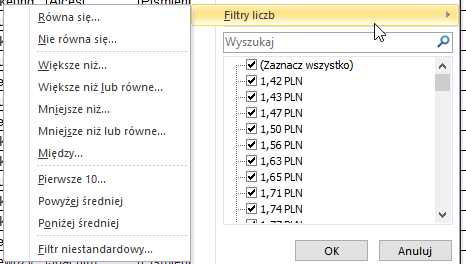 Równa się...
Nie równa się...
Większe niż...
Większe niż lub równe...
Mniejsze niż...
Mniejsze niż lub równe...
Między...
Pierwsze 10...
Powyżej średniej
Poniżej średniej
Filtr niestandardowy...
Filtry liczb
Wyszukaj
(Zaznacz wszystko)
1,42 PLN
1,43 PLN
1,47 PLN
1,50 PLN
1,56 PLN
1,63 PLN
1,65 PLN
1,71 PLN
1,74 PLN
1,77 PLN
OK
Anuluj